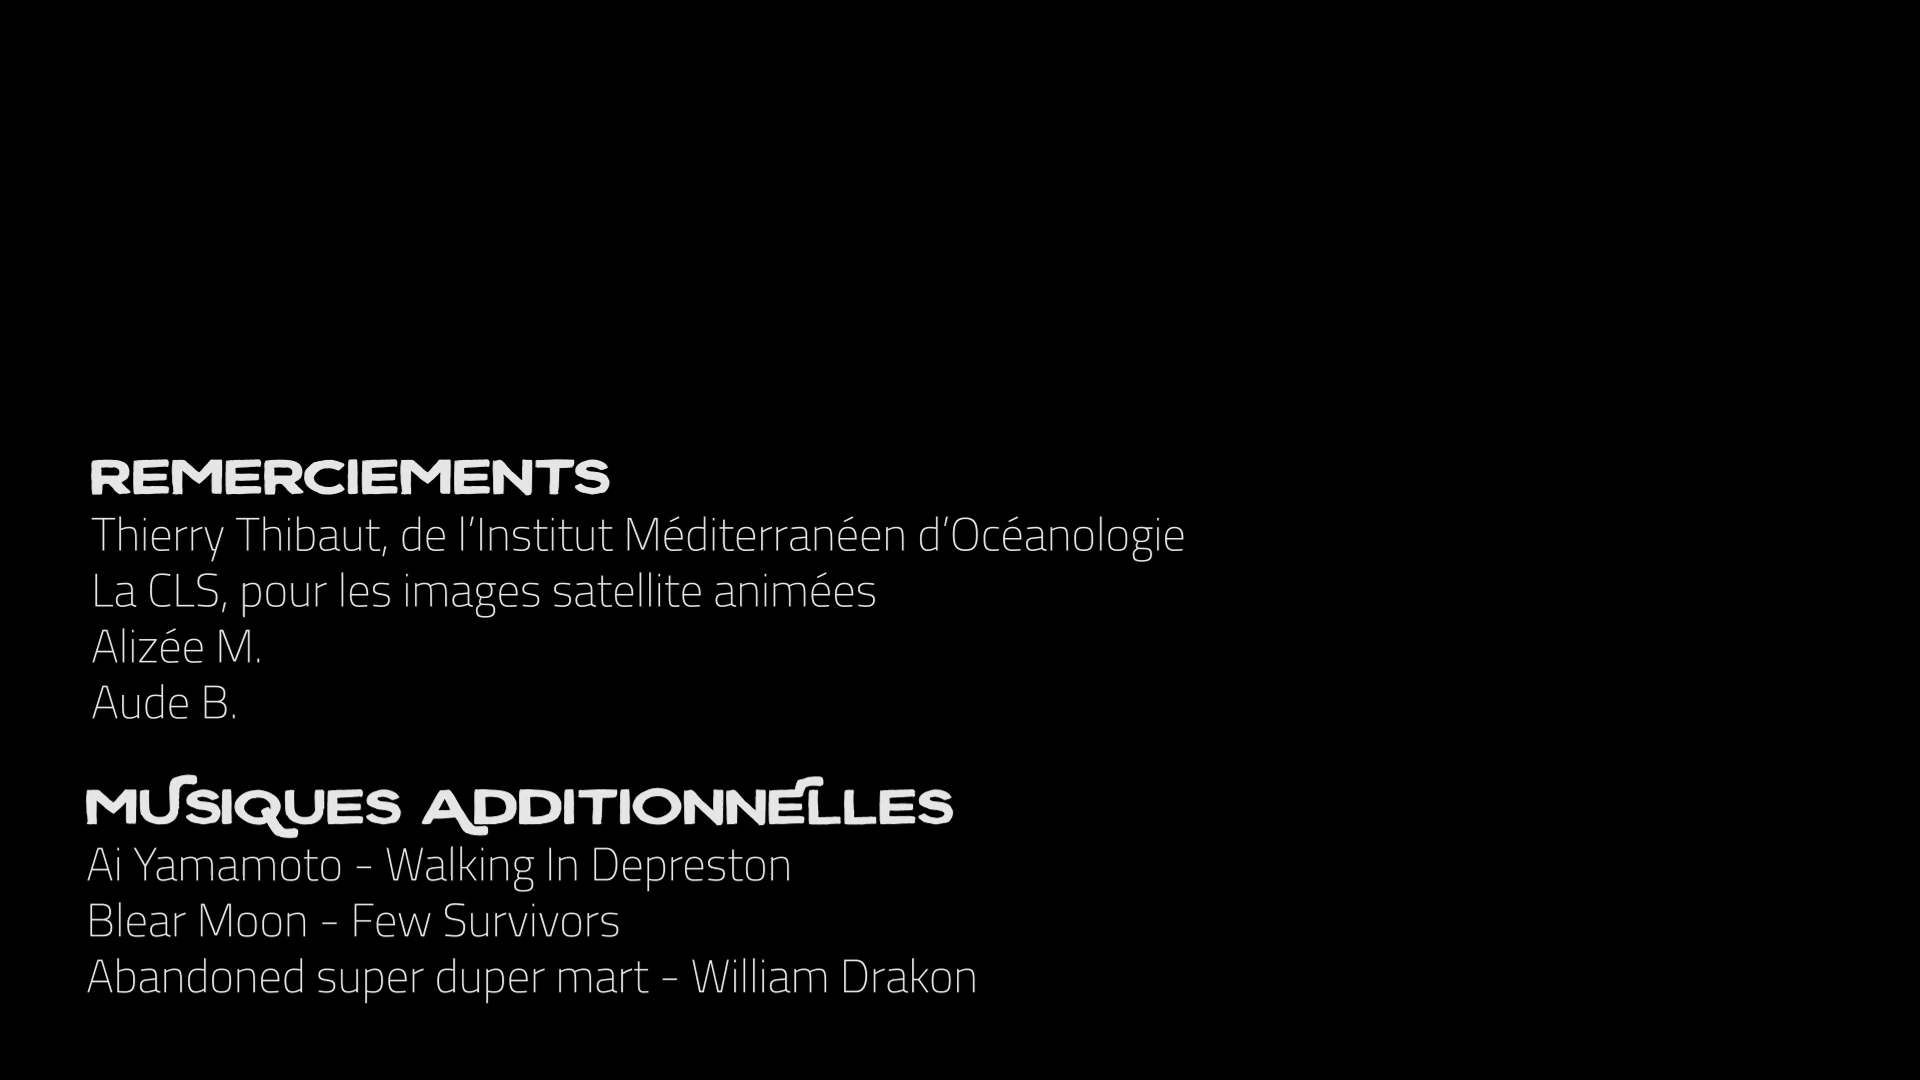 REMERCIEMENTS
Thierry Thibaut, de l’Institut Méditerranéen d’Océanologie
La CLS, pour les images satellite animées
Alizée M.
Aude B.
MUSIQUES ADDITIONNELLES
Ai Yamamoto - Walking In Depreston
Blear Moon - Few Survivors
Abandoned super duper mart - William Drakon